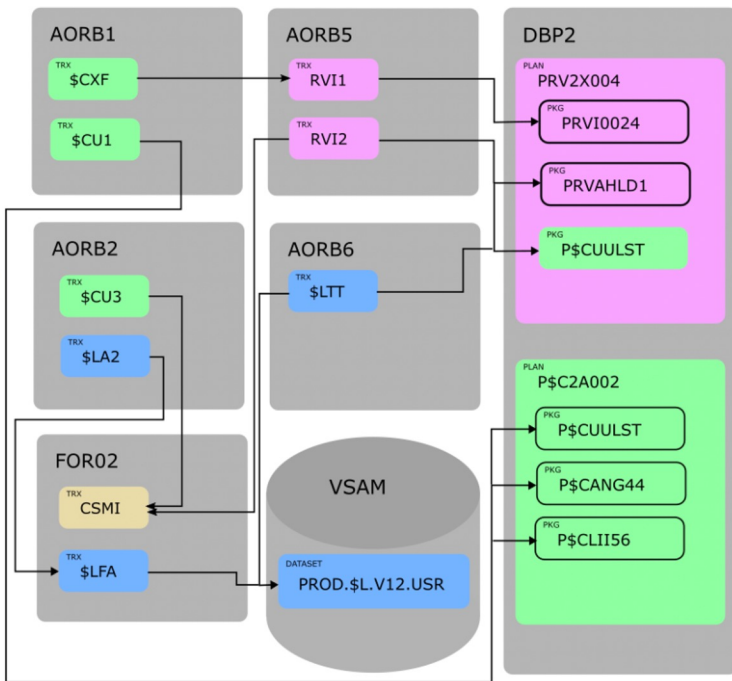 AORB1
TRX
$CXF
TRX
$CU1
AORB5
TRX
RVI1
TRX
RVI2
DBP2
PLAN
PRV2X004
PKG
PRVI0024
PKG
PRVAHLD1
PKG
P$CUULST
AORB2
TRX
$CU3
TRX
$LA2
AORB6
TRX
$LTT
PLAN
P$C2A002
PKG
P$CUULST
PKG
P$CANG44
PKG
P$CLII56
FOR02
TRX
CSMI
TRX
$LFA
VSAM
DATASET
PROD.$L.V12.USR